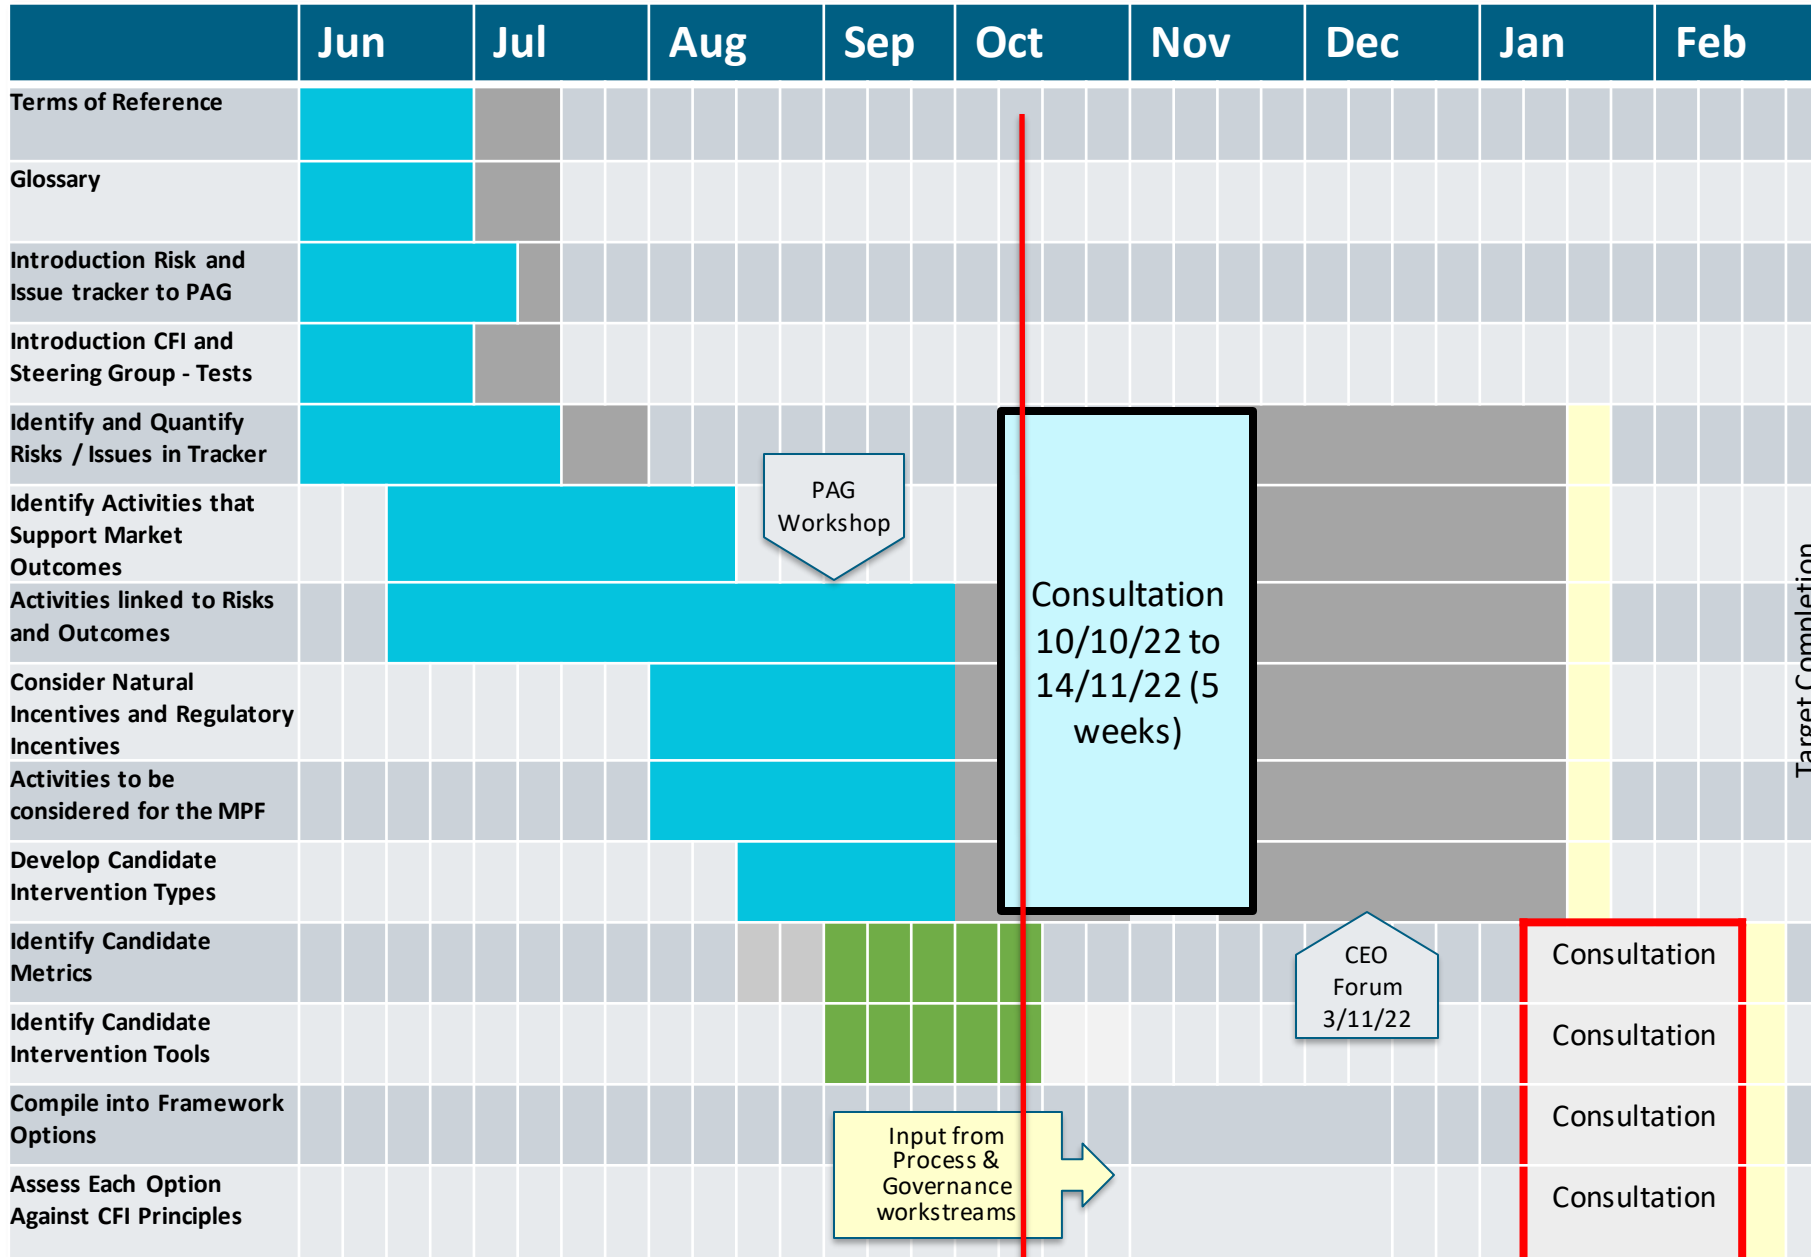 Jun Jul Aug Sep Oct Nov Dec Jan Feb
Terms of Reference
Glossary
Introduction Risk and
Issue tracker to PAG
Introduction CFI and
Steering Group - Tests
Identify and Quantify
Risks / Issues in Tracker
Identify Activities that
Support Market
Outcomes
Activities linked to Risks
and Outcomes
Consider Natural
Incentives and Regulatory
Incentives
Activities to be
considered for the MPF
Develop Candidate
Intervention Types
Identify Candidate
Metrics
Identify Candidate
Intervention Tools
Compile into Framework
Options
Assess Each Option
Against CFI Principles
PAG
Workshop
Consultation
10/10/22 to
14/11/22 (5
weeks)
Target Completion
CEO
Forum
3/11/22
Consultation
Consultation
Consultation
Consultation
Input from
Process &
Governance
workstreams